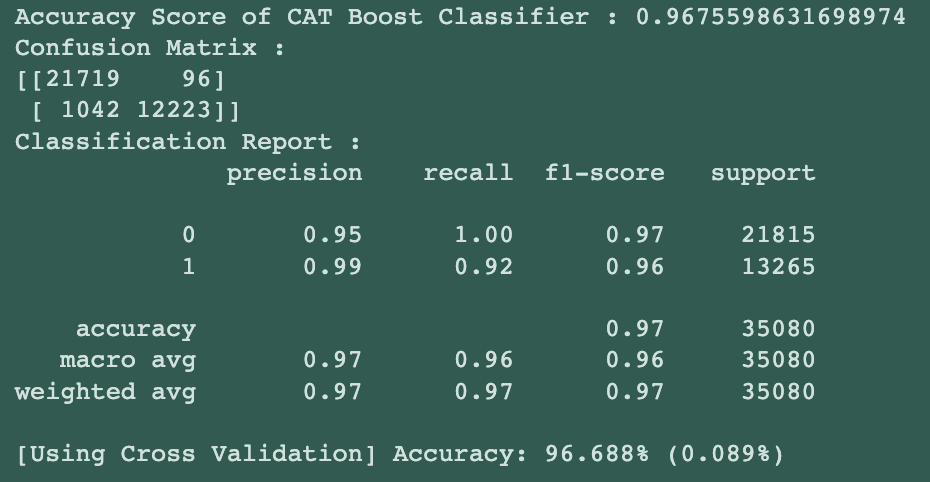 Accuracy Score of CAT Boost Classifier : 0.9675598631698974
Confusion Matrix :
[[21719    96]
 [ 1042 12223]]
Classification Report :
              precision    recall  f1-score   support

           0       0.95      1.00      0.97     21815
           1       0.99      0.92      0.96     13265

    accuracy                           0.97     35080
   macro avg       0.97      0.96      0.96     35080
weighted avg       0.97      0.97      0.97     35080

[Using Cross Validation] Accuracy: 96.688% (0.089%)